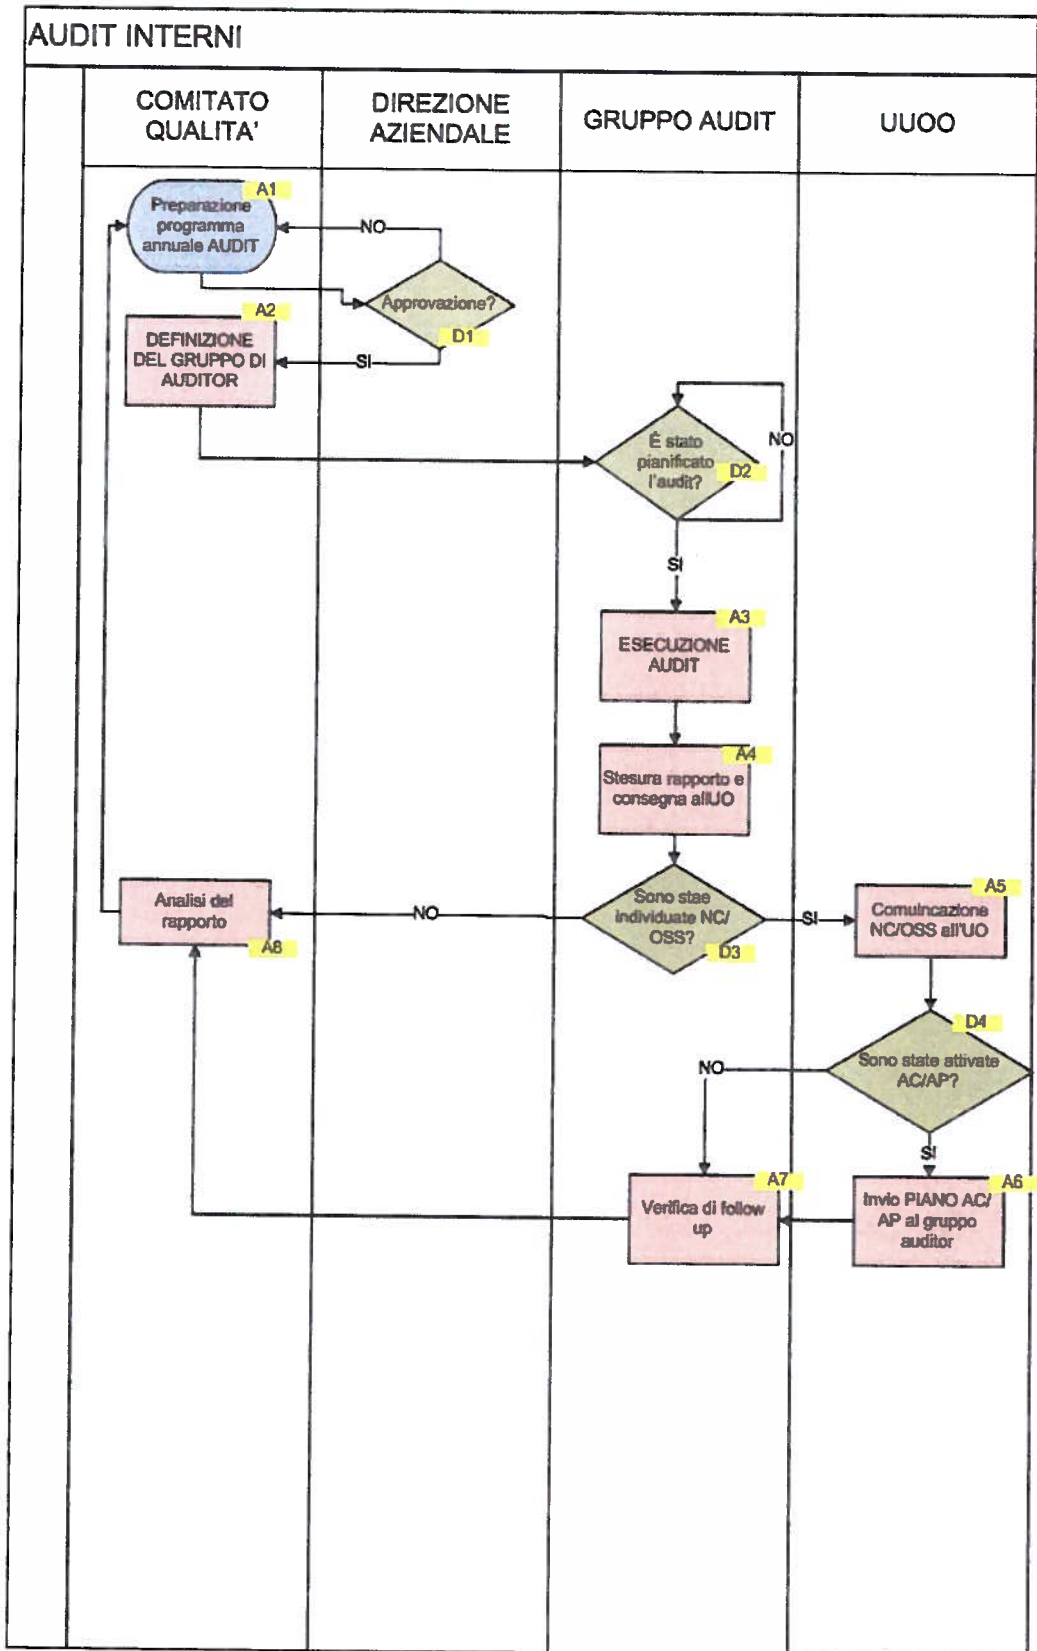 AUDIT INTERNI
COMITATO
QUALITA'
DIREZIONE
AZIENDALE
GRUPPO AUDIT
UUOO
A1
Preparazione
programma
annuale AUDIT
NO
Approvazione?
D1
A2
DEFINIZIONE
DEL GRUPPO DI
AUDITOR
SI
È stato
pianificato
l'audit?
D2
NO
SI
A3
ESECUZIONE
AUDIT
A4
Stesura rapporto e
consegna allUO
Sono stae
individuate NC/
OSS?
D3
NO
SI
Analisi del
rapporto
A8
A5
Comuincazione
NC/OSS all'UO
D4
Sono state attivate
AC/AP?
NO
SI
A7
Verifica di follow
up
A6
Invio PIANO AC/
AP al gruppo
auditor